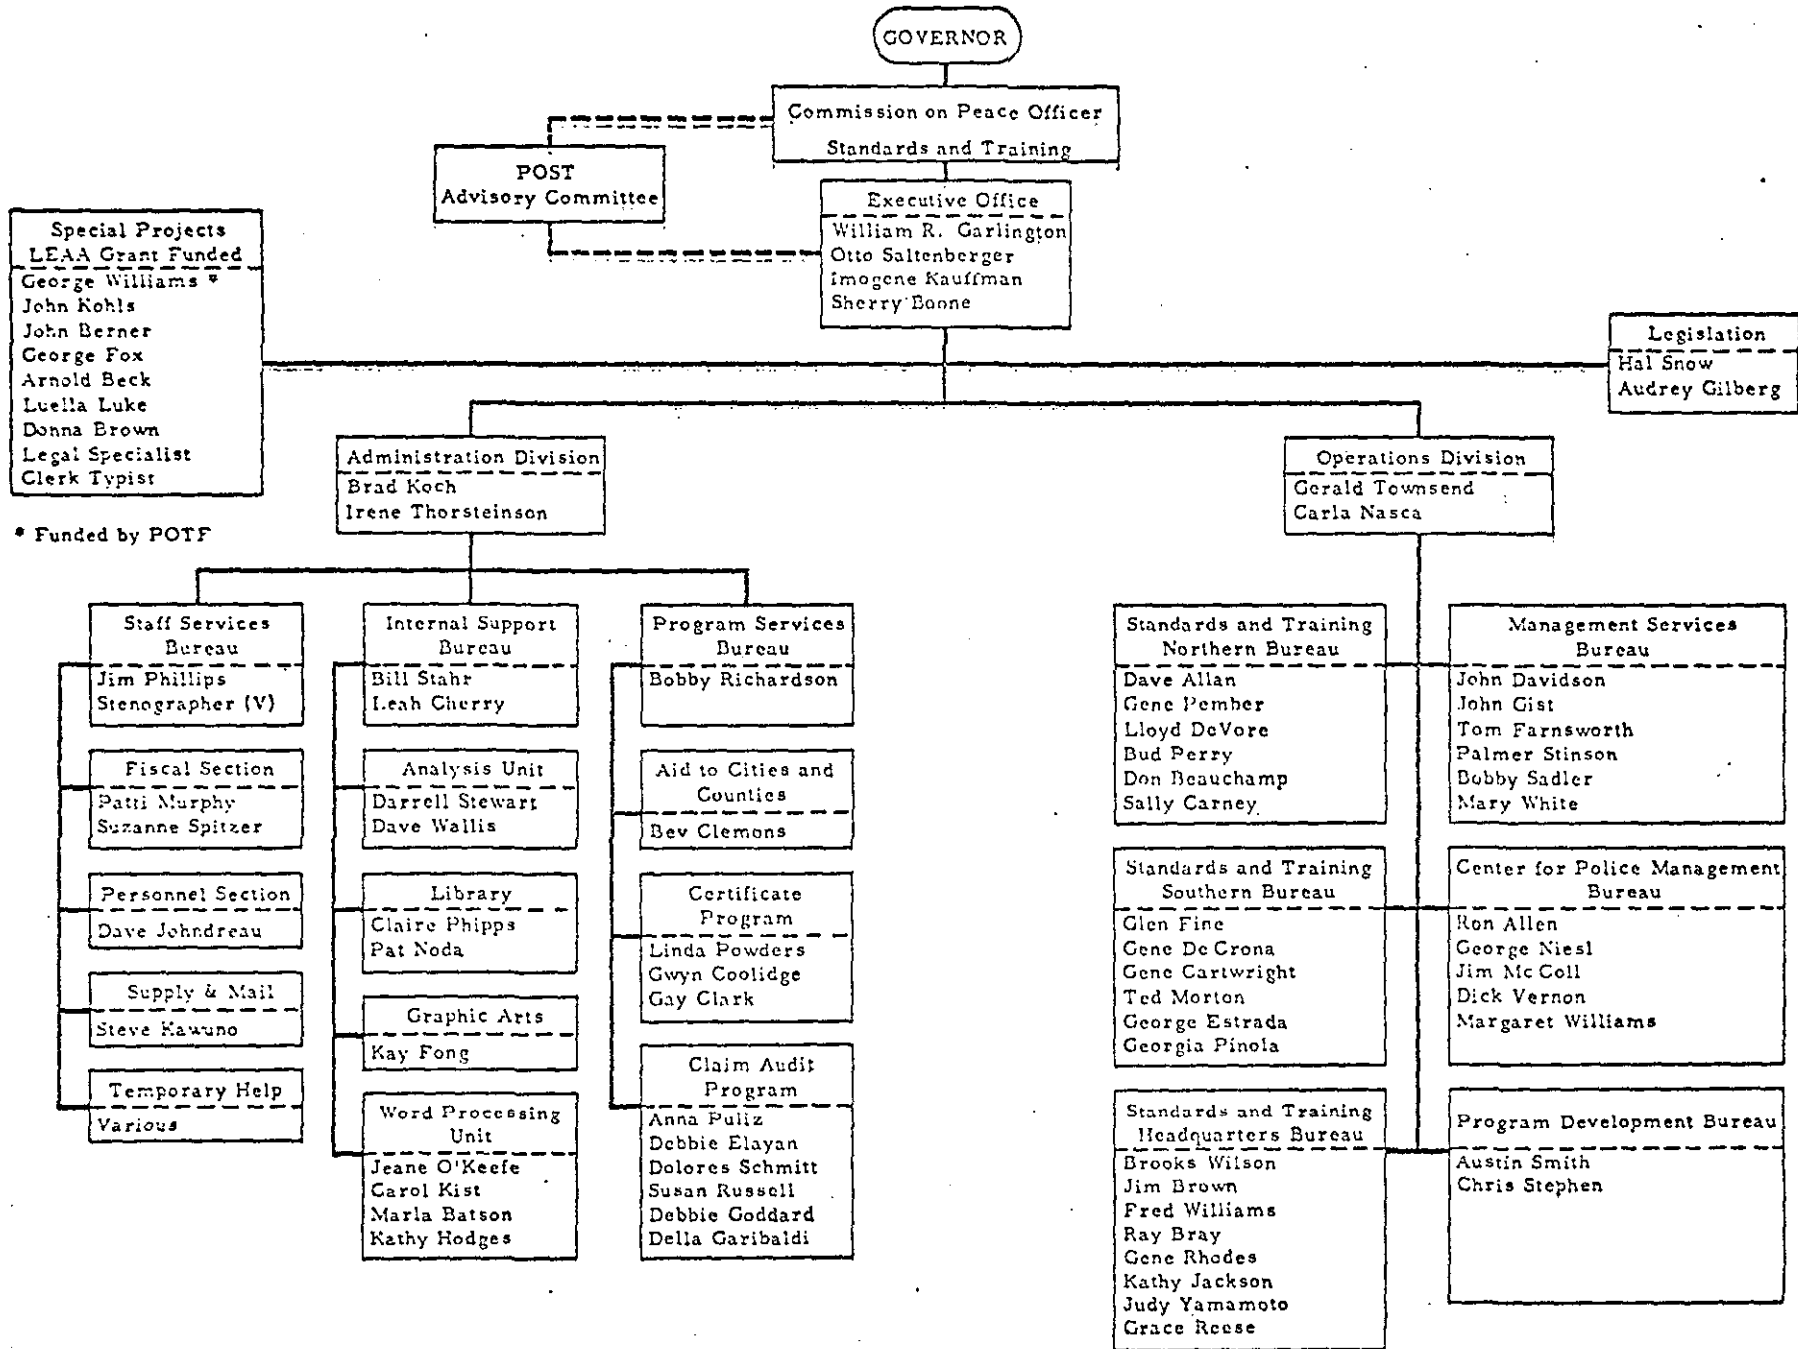 GOVERNOR
Commission on Peace Officer
Standards and Training
POST
Advisory Committee
Executive Office
William R. Garlington
Otto Saltenberger
Imogene Kauffman
Sherry Boone
Special Projects
LEAA Grant Funded
George Williams *
John Kohls
John Berner
George Fox
Arnold Beck
Luella Luke
Donna Brown
Legal Specialist
Clerk Typist
* Funded by POTF
Legislation
Hal Snow
Audrey Gilberg
Administration Division
Brad Koch
Irene Thorsteinson
Operations Division
Gerald Townsend
Carla Nasca
Staff Services
Bureau
Jim Phillips
Stenographer (V)
Fiscal Section
Patti Murphy
Suzanne Spitzer
Personnel Section
Dave Johndreau
Supply & Mail
Steve Kawuno
Temporary Help
Various
Internal Support
Bureau
Bill Stahr
Leah Cherry
Analysis Unit
Darrell Stewart
Dave Wallis
Library
Claire Phipps
Pat Noda
Graphic Arts
Kay Fong
Word Processing
Unit
Jeane O'Keefe
Carol Kist
Marla Batson
Kathy Hodges
Program Services
Bureau
Bobby Richardson
Aid to Cities and
Counties
Bev Clemons
Certificate
Program
Linda Powders
Gwyn Coolidge
Gay Clark
Claim Audit
Program
Anna Puliz
Debbie Elayan
Dolores Schmitt
Susan Russell
Debbie Goddard
Della Garibaldi
Standards and Training
Northern Bureau
Dave Allan
Gene Pember
Lloyd DeVore
Bud Perry
Don Beauchamp
Sally Carney
Management Services
Bureau
John Davidson
John Gist
Tom Farnsworth
Palmer Stinson
Bobby Sadler
Mary White
Standards and Training
Southern Bureau
Glen Fine
Gene DeCrona
Gene Cartwright
Ted Morton
George Estrada
Georgia Pinola
Center for Police Management
Bureau
Ron Allen
George Niesl
Jim McColl
Dick Vernon
Margaret Williams
Standards and Training
Headquarters Bureau
Brooks Wilson
Jim Brown
Fred Williams
Ray Bray
Gene Rhodes
Kathy Jackson
Judy Yamamoto
Grace Reese
Program Development Bureau
Austin Smith
Chris Stephen